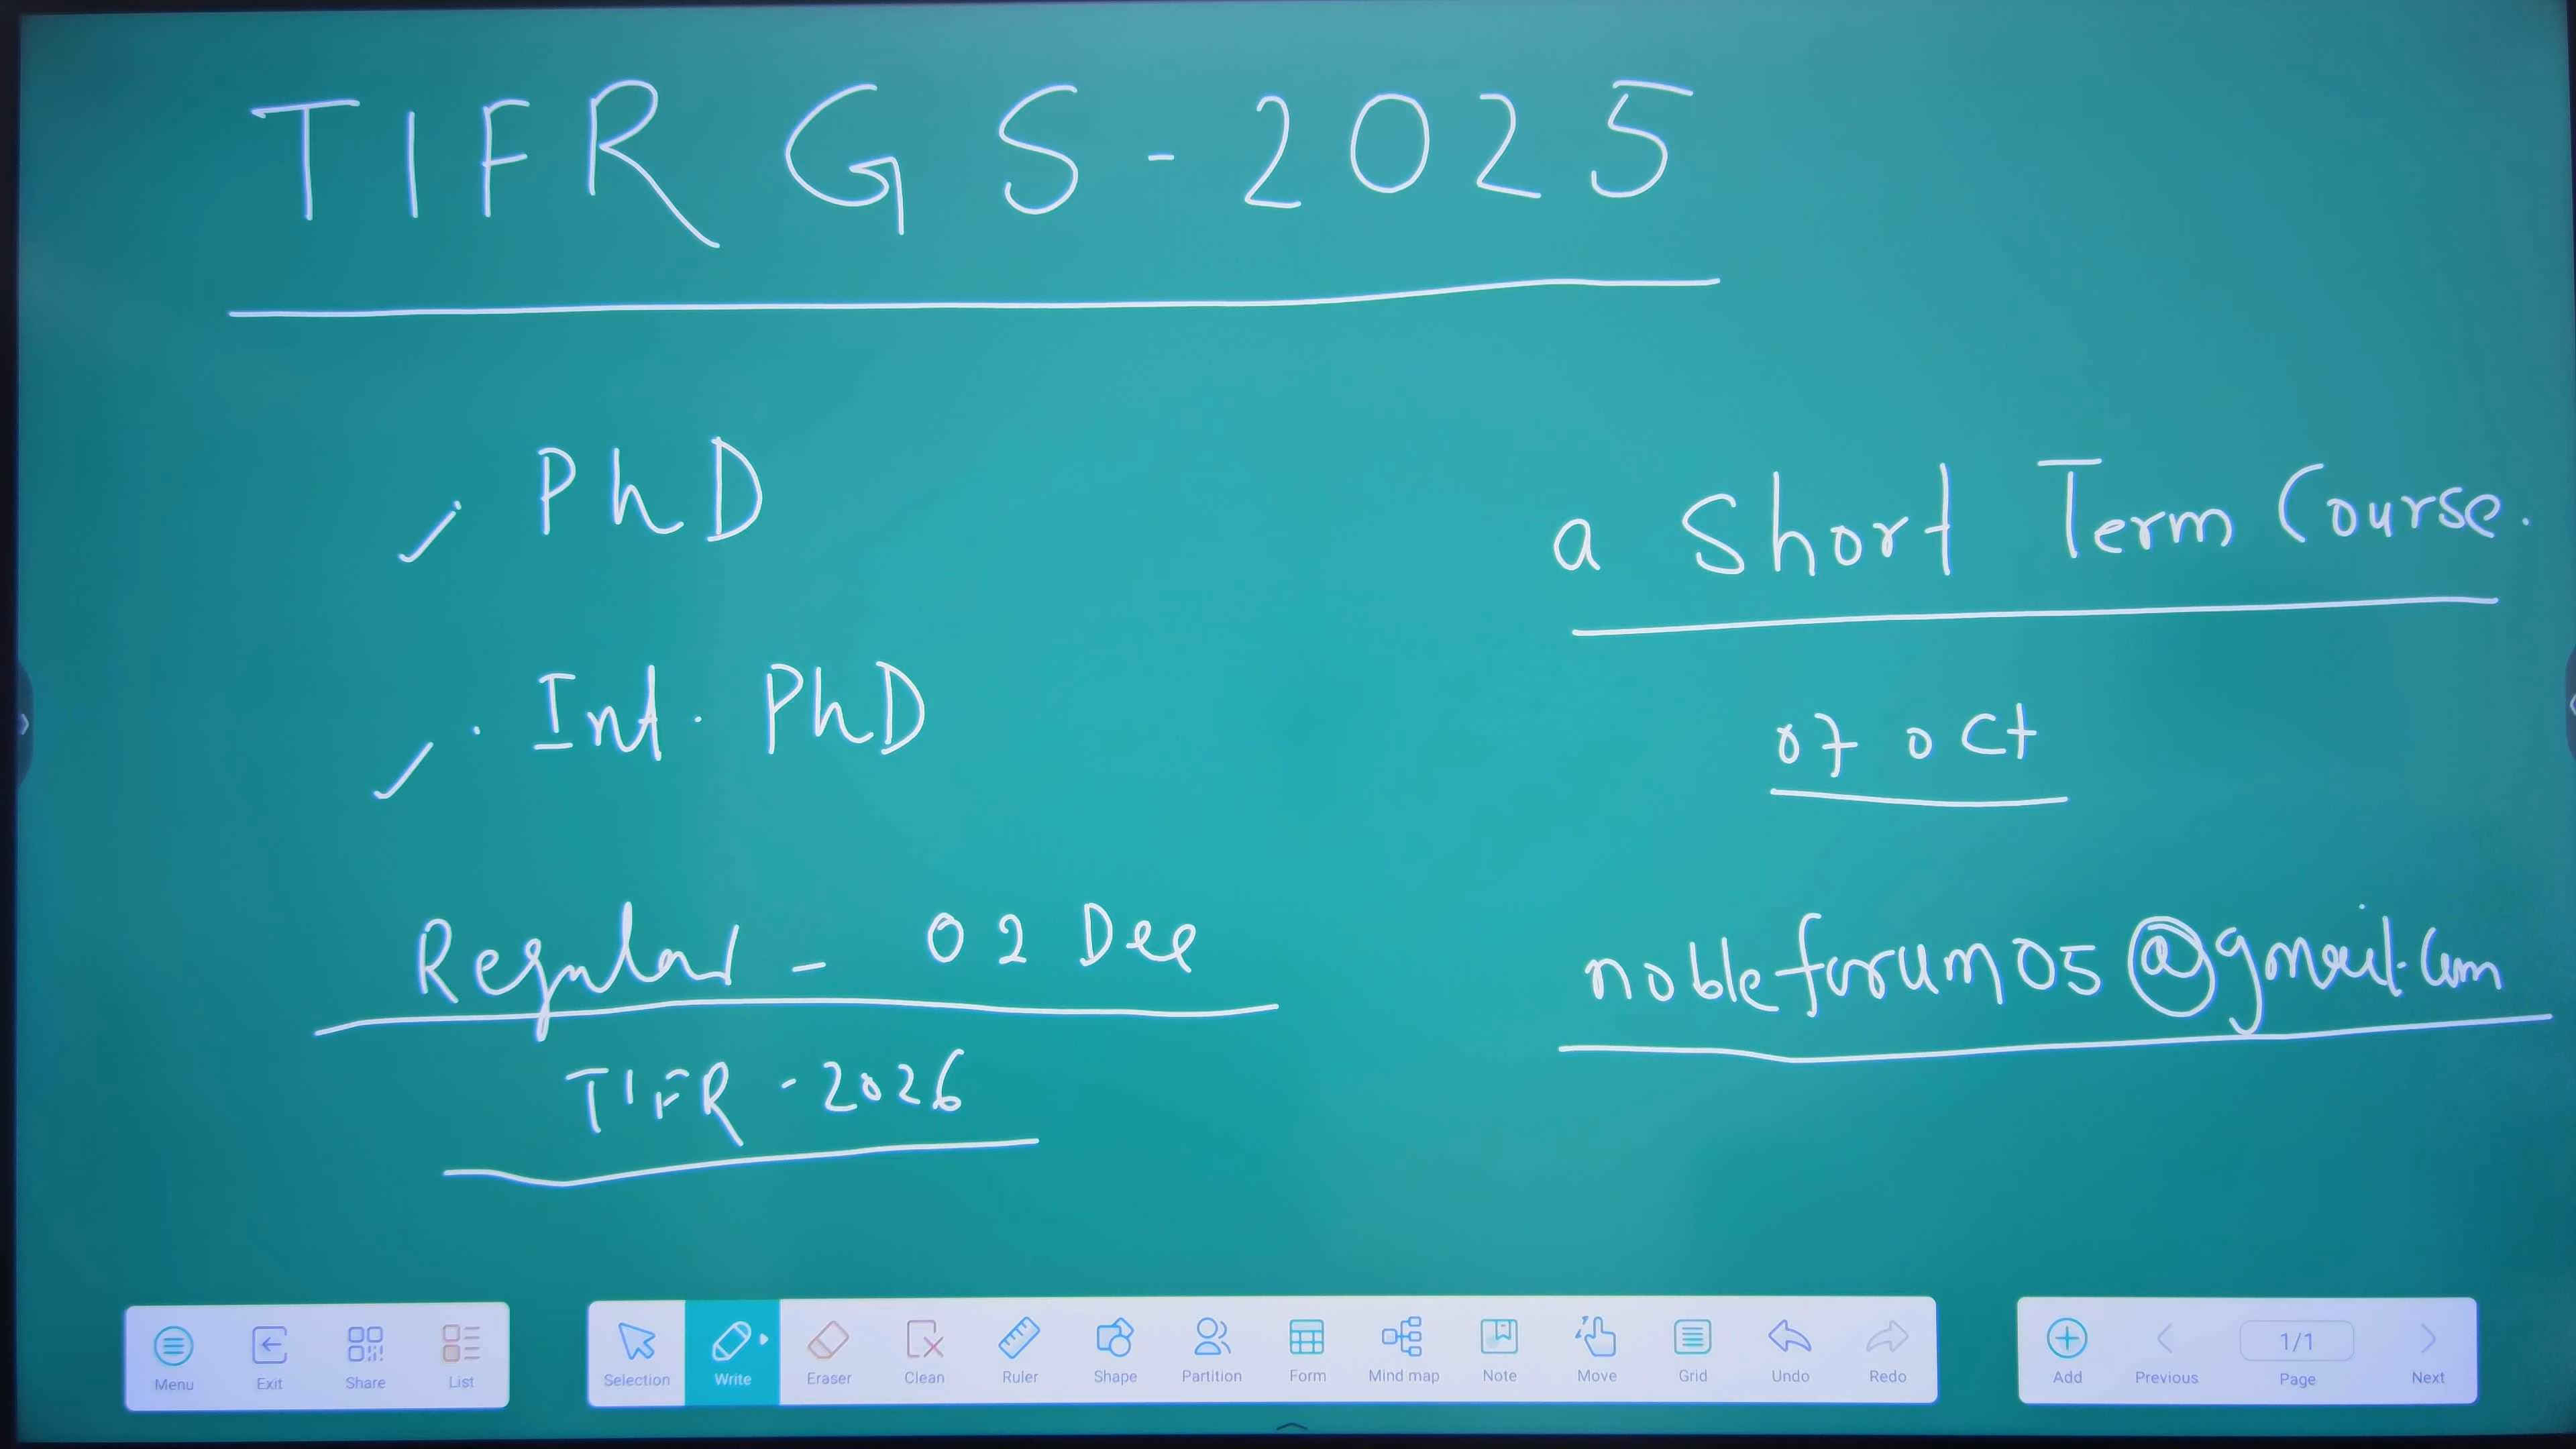 TIFR GS-2025
PhD
Int. PhD
Regular - 02 Dec
TIFR - 2026
a Short Term Course.
07 Oct
nobleforum05@gmail.com
Menu Exit Share List
Selection Write Eraser Clean Ruler Shape Partition Form Mind map Note Move Grid Undo Redo
Add Previous 1/1 Page Next